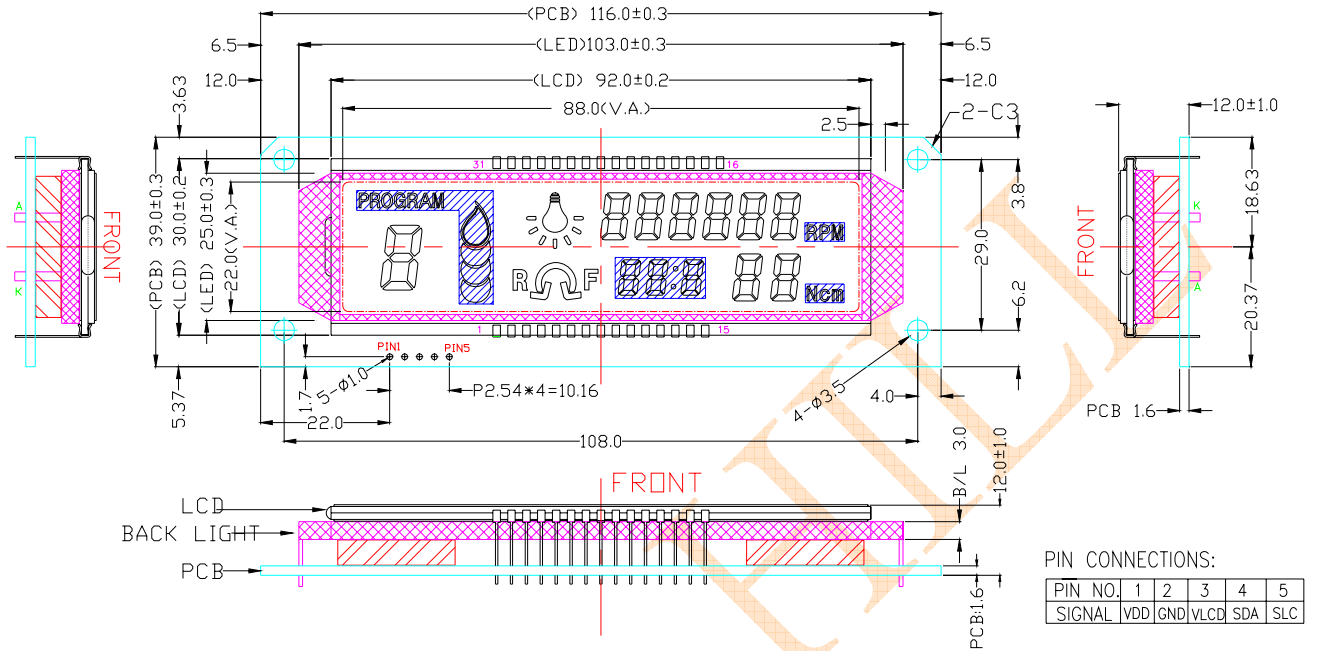 (PCB) 116.0±0.3
6.5
(LED)103.0±0.3
6.5
12.0
(LCD) 92.0±0.2
12.0
3.63
88.0(V.A.)
2.5
2-C3
12.0±1.0
31
16
(PCB) 39.0±0.3
(LCD) 30.0±0.2
(LED) 25.0±0.3
22.0(V.A.)
PROGRAM
RPM
R
F
Ncm
3.8
29.0
6.2
18.63
20.37
A
K
FRONT
FRONT
K
A
1
15
PIN1
PIN5
5-Ø1.0
1.7
5.37
P2.54*4=10.16
22.0
4-Ø3.5
4.0
PCB 1.6
108.0
FRONT
B/L 3.0
12.0±1.0
LCD
BACK LIGHT
PCB
PCB:1.6
PIN CONNECTIONS:
PIN NO. 1 2 3 4 5
SIGNAL VDD GND VLCD SDA SLC